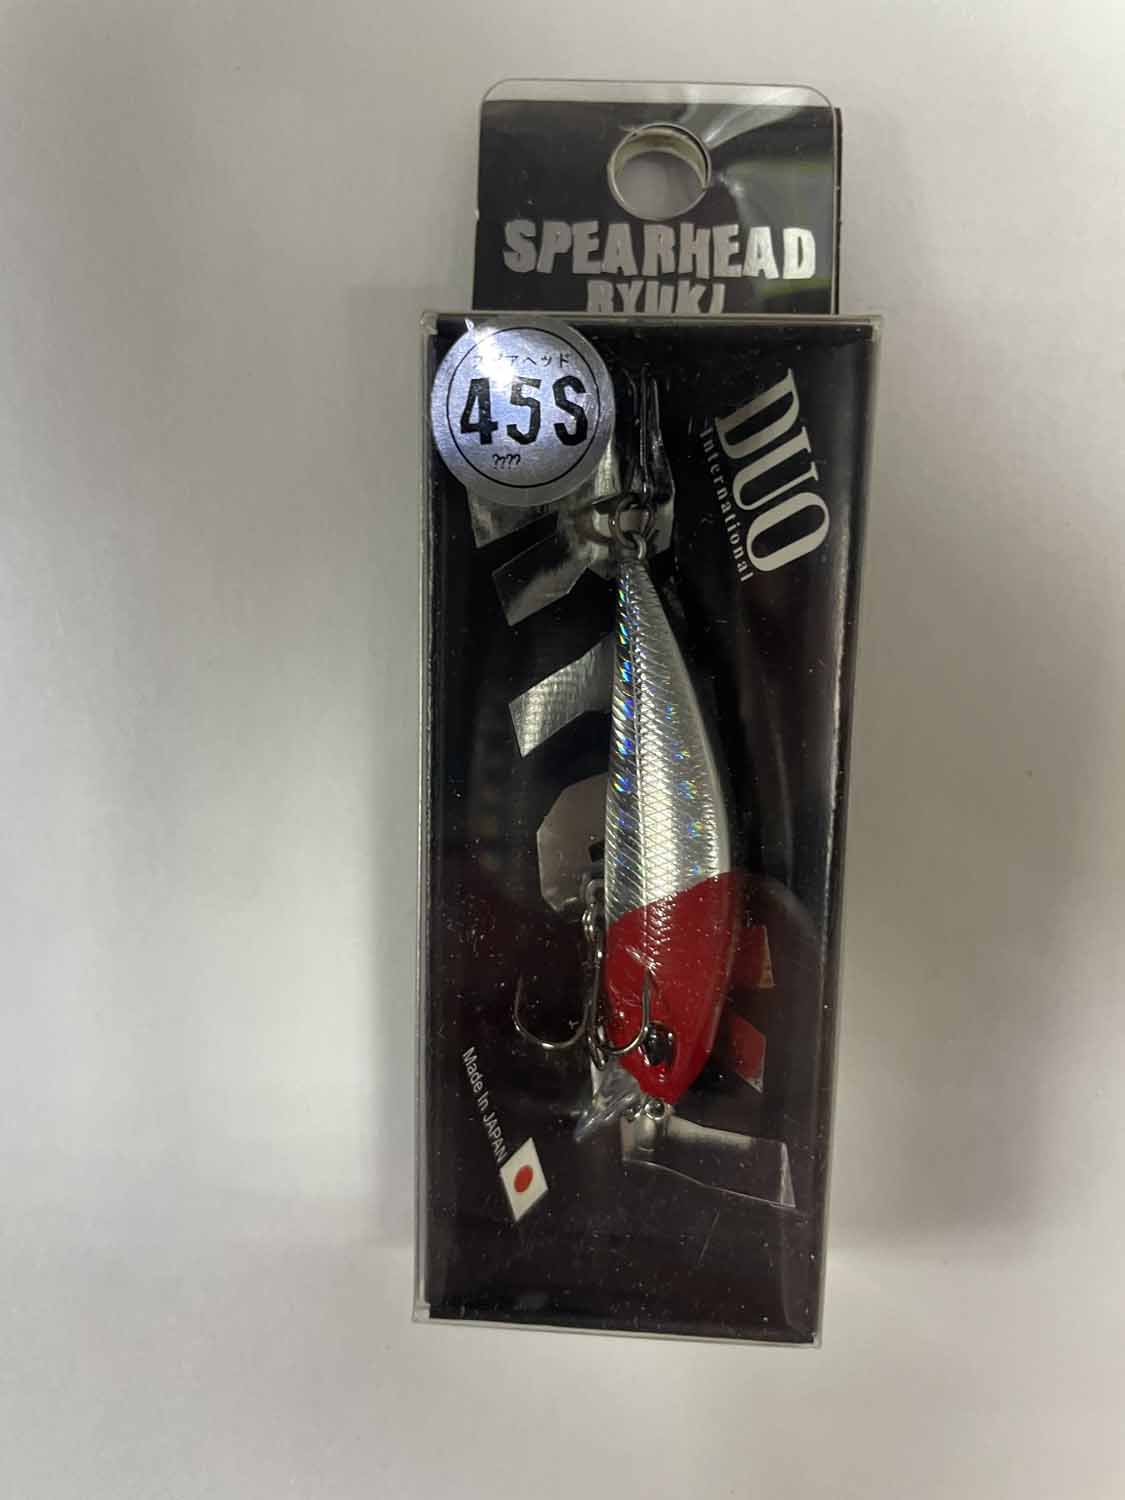 SPEARHEAD
RYUKI
スピアヘッド
45S
????
DUO
International
Made In JAPAN